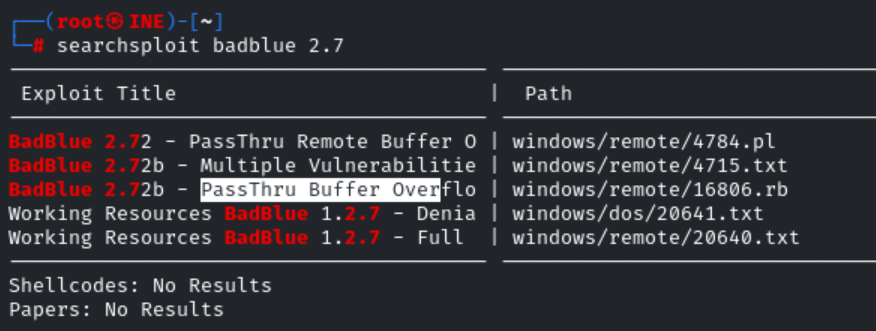 ┌──(root㉿INE)-[~]
└─# searchsploit badblue 2.7
Exploit Title | Path
BadBlue 2.72 - PassThru Remote Buffer O | windows/remote/4784.pl
BadBlue 2.72b - Multiple Vulnerabilitie | windows/remote/4715.txt
BadBlue 2.72b - PassThru Buffer Overflo | windows/remote/16806.rb
Working Resources BadBlue 1.2.7 - Denia | windows/dos/20641.txt
Working Resources BadBlue 1.2.7 - Full | windows/remote/20640.txt
Shellcodes: No Results
Papers: No Results